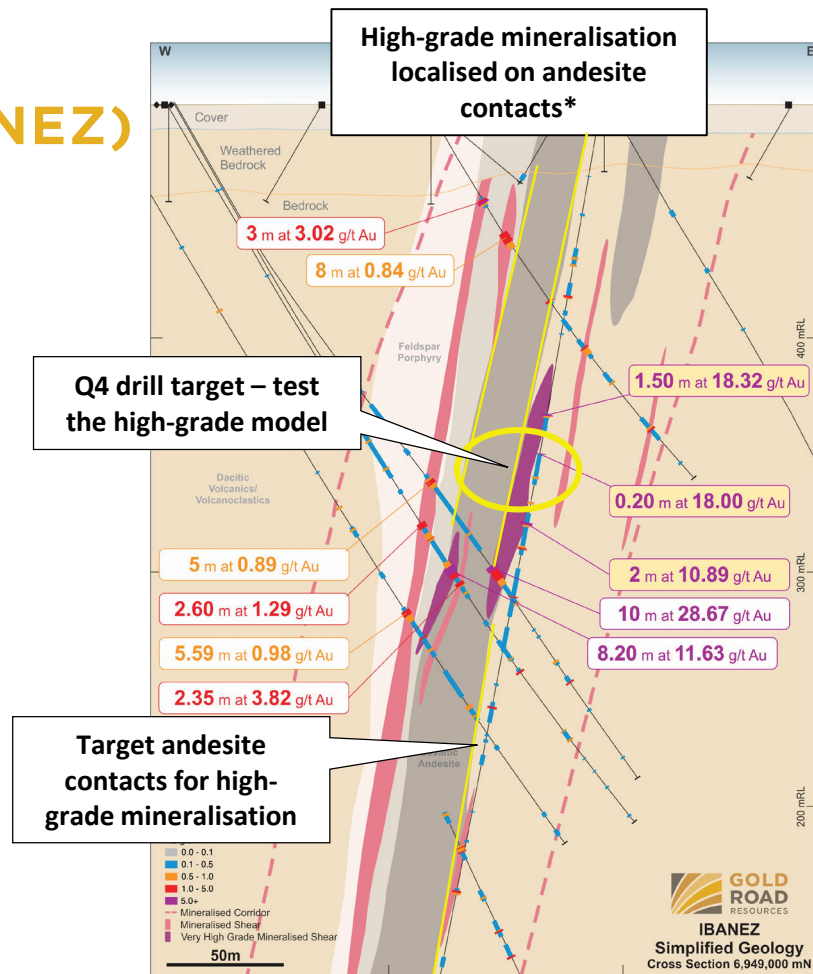 NEZ)
High-grade mineralisation
localised on andesite
contacts*
W
E
Cover
Weathered
Bedrock
Bedrock
3 m at 3.02 g/t Au
8 m at 0.84 g/t Au
Feldspar
Porphyry
400 mRL
Q4 drill target – test
the high-grade model
1.50 m at 18.32 g/t Au
Dacitic
Volcanics/
Volcaniclastics
0.20 m at 18.00 g/t Au
5 m at 0.89 g/t Au
2 m at 10.89 g/t Au
300 mRL
2.60 m at 1.29 g/t Au
10 m at 28.67 g/t Au
5.59 m at 0.98 g/t Au
8.20 m at 11.63 g/t Au
2.35 m at 3.82 g/t Au
Target andesite
contacts for high-
grade mineralisation
Andesite
200 mRL
0.0 - 0.1
0.1 - 0.5
0.5 - 1.0
1.0 - 5.0
5.0+
Mineralised Corridor
Mineralised Shear
Very High Grade Mineralised Shear
50m
GOLD
ROAD
RESOURCES
IBANEZ
Simplified Geology
Cross Section 6,949,000 mN